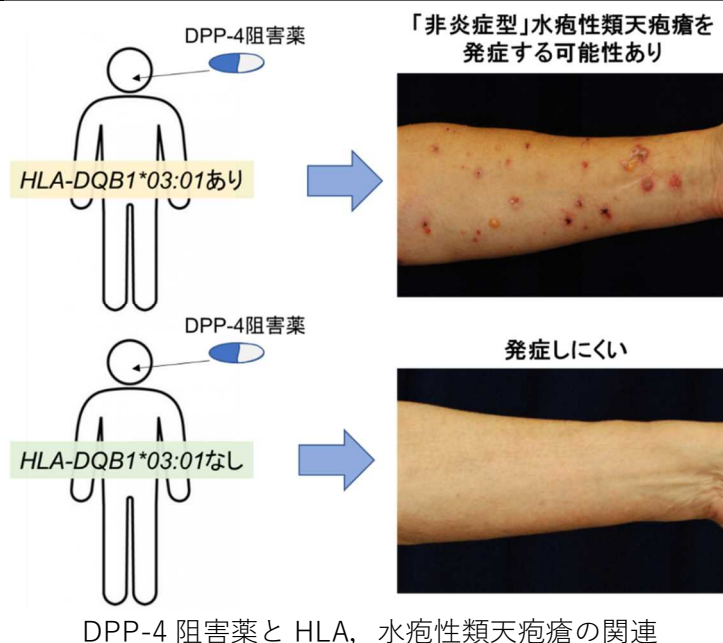 DPP-4阻害薬
「非炎症型」水疱性類天疱瘡を
発症する可能性あり
HLA-DQB1*03:01あり
DPP-4阻害薬
発症しにくい
HLA-DQB1*03:01なし
DPP-4 阻害薬と HLA，水疱性類天疱瘡の関連